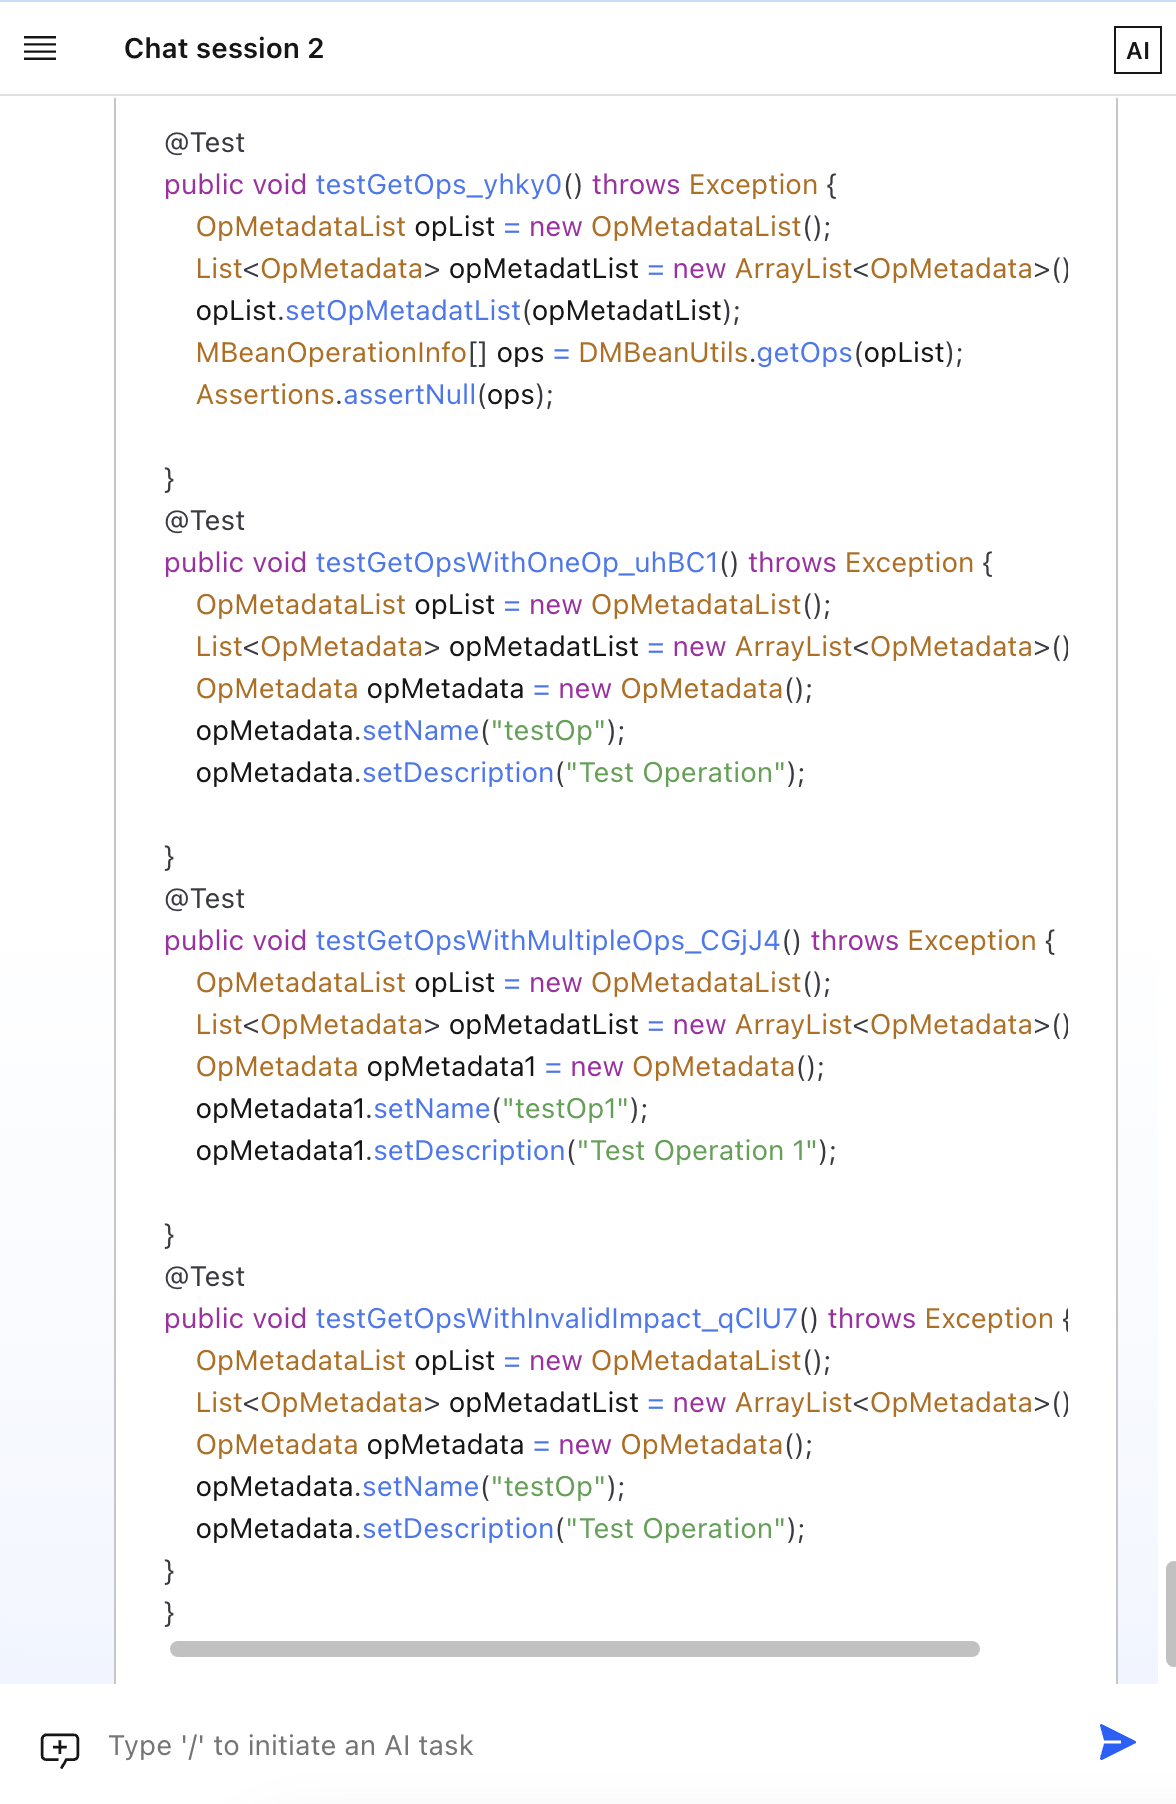 Chat session 2
AI
@Test
public void testGetOps_yhky0() throws Exception {
OpMetadataList opList = new OpMetadataList();
List<OpMetadata> opMetadatList = new ArrayList<OpMetadata>()
opList.setOpMetadatList(opMetadatList);
MBeanOperationInfo[] ops = DMBeanUtils.getOps(opList);
Assertions.assertNull(ops);
}
@Test
public void testGetOpsWithOneOp_uhBC1() throws Exception {
OpMetadataList opList = new OpMetadataList();
List<OpMetadata> opMetadatList = new ArrayList<OpMetadata>()
OpMetadata opMetadata = new OpMetadata();
opMetadata.setName("testOp");
opMetadata.setDescription("Test Operation");
}
@Test
public void testGetOpsWithMultipleOps_CGjJ4() throws Exception {
OpMetadataList opList = new OpMetadataList();
List<OpMetadata> opMetadatList = new ArrayList<OpMetadata>()
OpMetadata opMetadata1 = new OpMetadata();
opMetadata1.setName("testOp1");
opMetadata1.setDescription("Test Operation 1");
}
@Test
public void testGetOpsWithInvalidImpact_qClU7() throws Exception {
OpMetadataList opList = new OpMetadataList();
List<OpMetadata> opMetadatList = new ArrayList<OpMetadata>()
OpMetadata opMetadata = new OpMetadata();
opMetadata.setName("testOp");
opMetadata.setDescription("Test Operation");
}
}
Type '/' to initiate an AI task